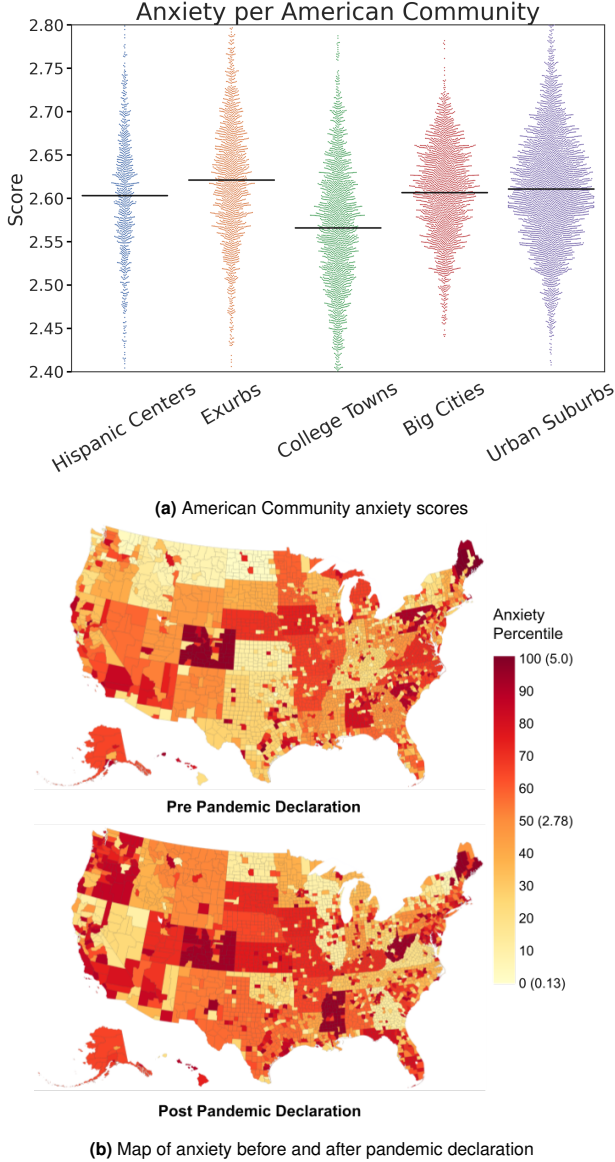 Anxiety per American Community
Score
2.80
2.75
2.70
2.65
2.60
2.55
2.50
2.45
2.40
Hispanic Centers
Exurbs
College Towns
Big Cities
Urban Suburbs
(a) American Community anxiety scores
Anxiety
Percentile
100 (5.0)
90
80
70
60
50 (2.78)
40
30
20
10
0 (0.13)
Pre Pandemic Declaration
Post Pandemic Declaration
(b) Map of anxiety before and after pandemic declaration